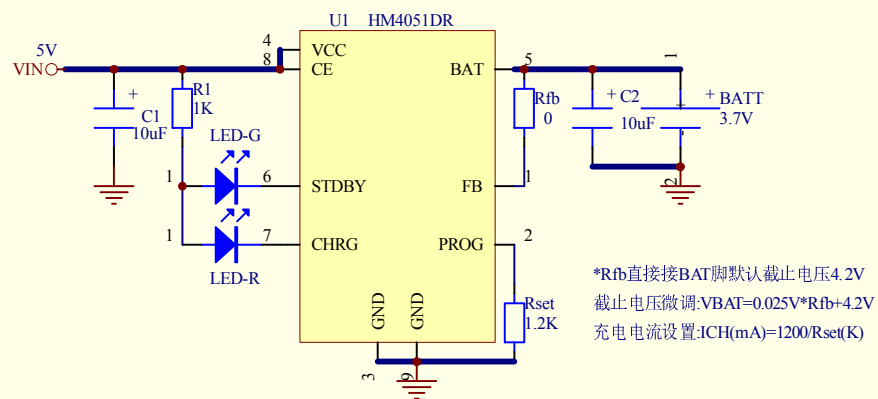 U1 HM4051DR
5V
VIN
4
VCC
8
CE
BAT
5
1
R1
1K
C1
10uF
LED-G
1
6
STDBY
FB
1
Rfb
0
C2
10uF
BATT
3.7V
2
1
7
CHRG
PROG
2
LED-R
GND
GND
3
9
Rset
1.2K
*Rfb直接接BAT脚默认截止电压4.2V
截止电压微调:VBAT=0.025V*Rfb+4.2V
充电电流设置:ICH(mA)=1200/Rset(K)